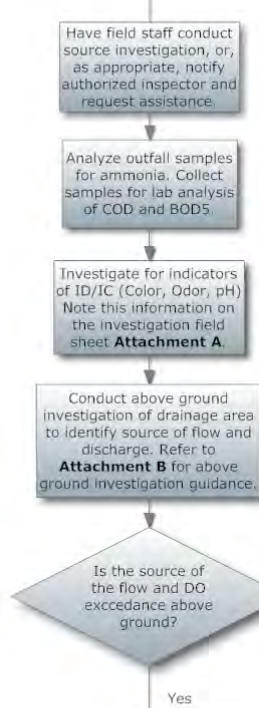 Have field staff conduct
source investigation, or,
as appropriate, notify
authorized inspector and
request assistance.
Analyze outfall samples
for ammonia. Collect
samples for lab analysis
of COD and BOD5.
Investigate for indicators
of ID/IC (Color, Odor, pH)
Note this information on
the investigation field
sheet Attachment A.
Conduct above ground
investigation of drainage area
to identify source of flow and
discharge. Refer to
Attachment B for above
ground investigation guidance.
Is the source of
the flow and DO
exccedance above
ground?
Yes